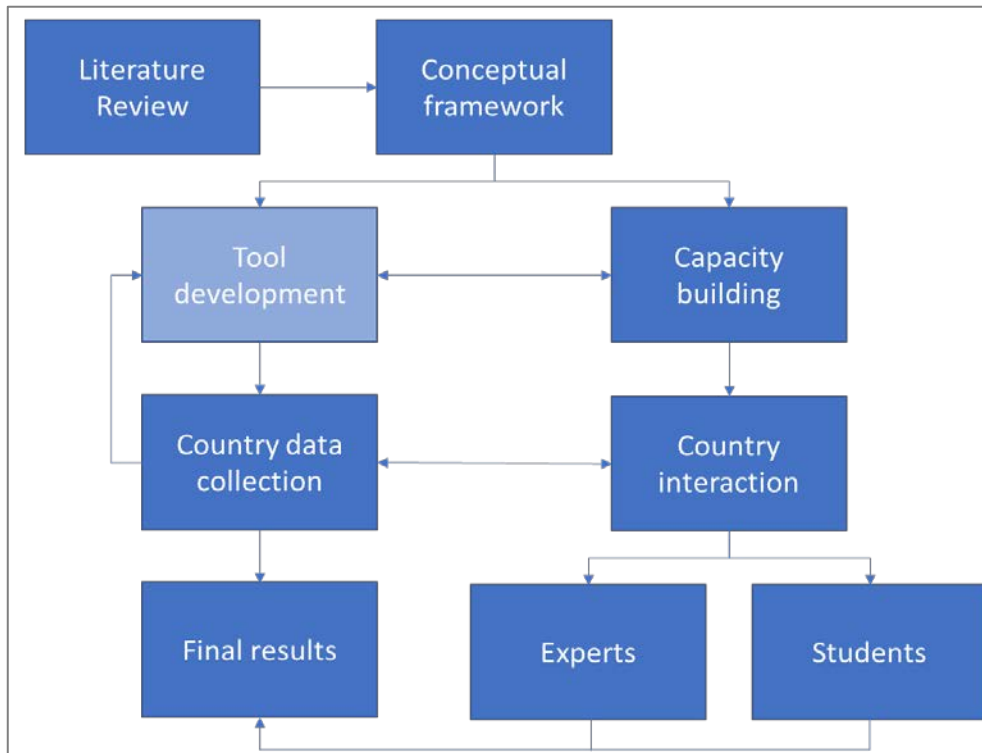 Literature
Review
Conceptual
framework
Tool
development
Capacity
building
Country data
collection
Country
interaction
Final results
Experts
Students